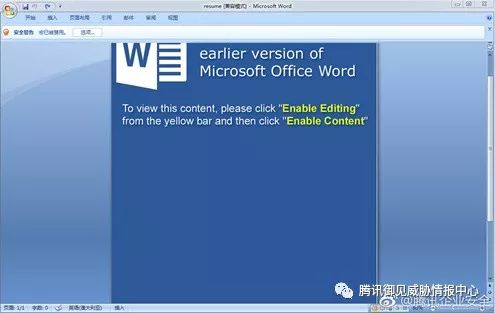 resume [兼容模式] - Microsoft Word
开始 插入 页面布局 引用 邮件 审阅 视图
安全警告 宏已被禁用。 选项...
W
earlier version of
Microsoft Office Word
To view this content, please click "Enable Editing"
from the yellow bar and then click "Enable Content"
腾讯御见威胁情报中心
@腾讯企业安全
页面: 1/1 字数: 0 英语(澳大利亚) 插入